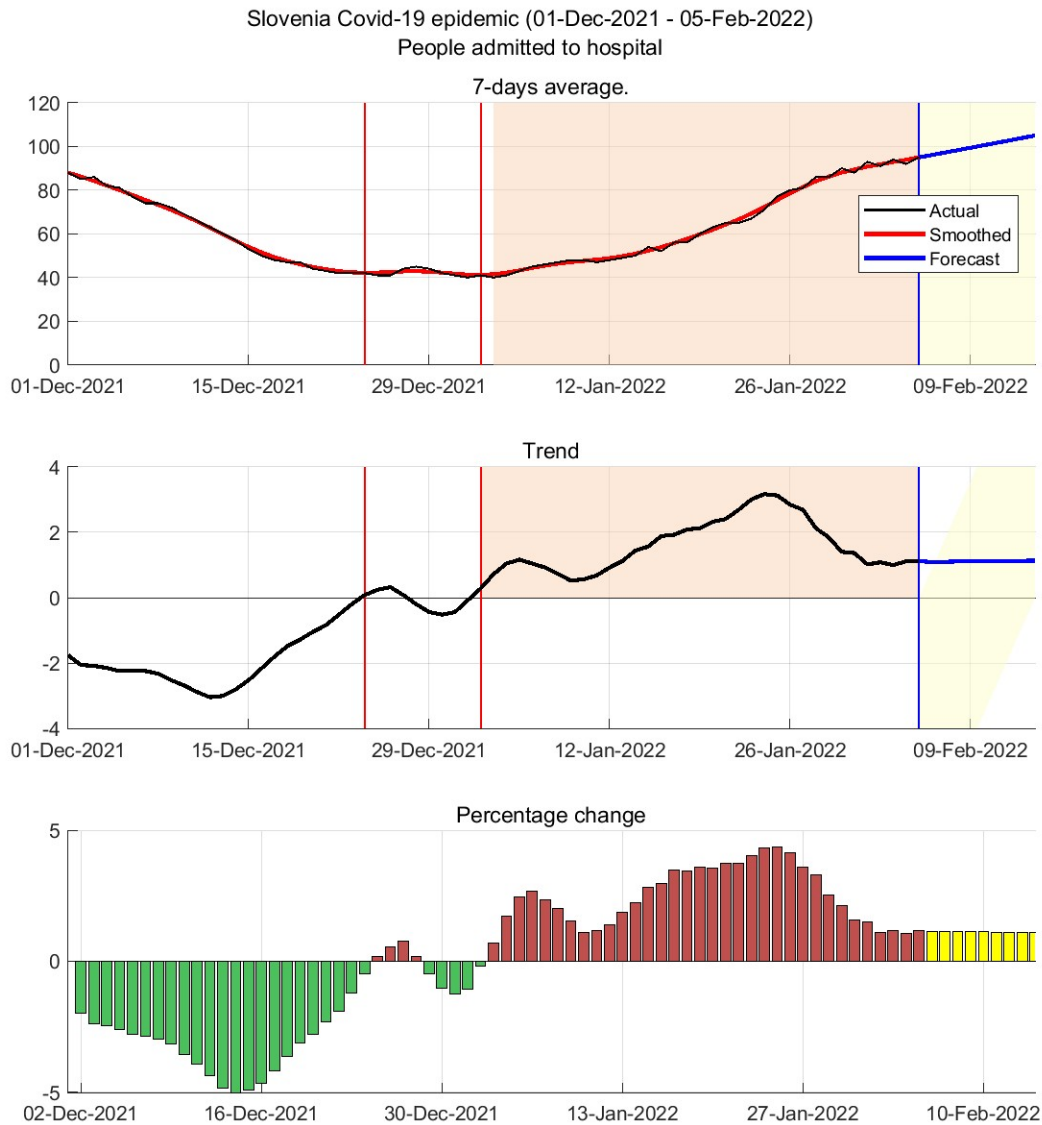 Slovenia Covid-19 epidemic (01-Dec-2021 - 05-Feb-2022)
People admitted to hospital
7-days average.
120
100
80
60
40
20
0
Actual
Smoothed
Forecast
01-Dec-2021 15-Dec-2021 29-Dec-2021 12-Jan-2022 26-Jan-2022 09-Feb-2022
Trend
4
2
0
-2
-4
01-Dec-2021 15-Dec-2021 29-Dec-2021 12-Jan-2022 26-Jan-2022 09-Feb-2022
Percentage change
5
0
-5
02-Dec-2021 16-Dec-2021 30-Dec-2021 13-Jan-2022 27-Jan-2022 10-Feb-2022